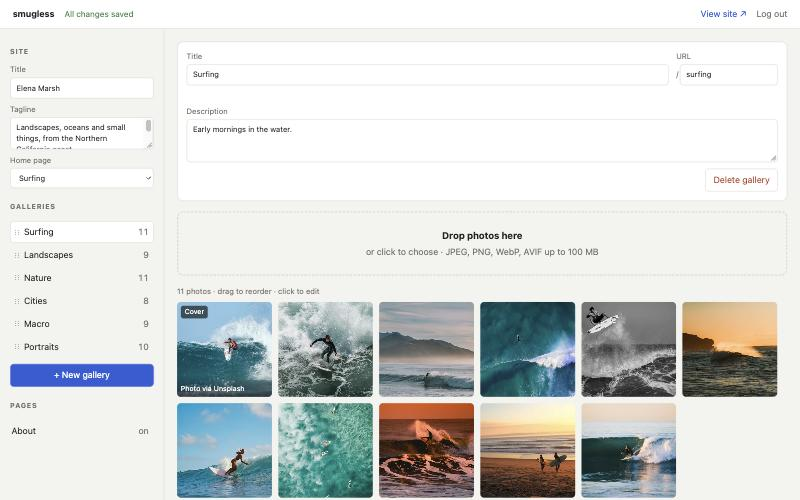 smugless
All changes saved
View site ↗
Log out
SITE
Title
Elena Marsh
Tagline
Landscapes, oceans and small
things, from the Northern
California coast
Home page
Surfing
GALLERIES
Surfing 11
Landscapes 9
Nature 11
Cities 8
Macro 9
Portraits 10
+ New gallery
PAGES
About on
Title
Surfing
URL
/ surfing
Description
Early mornings in the water.
Delete gallery
Drop photos here
or click to choose · JPEG, PNG, WebP, AVIF up to 100 MB
11 photos · drag to reorder · click to edit
Cover
Photo via Unsplash